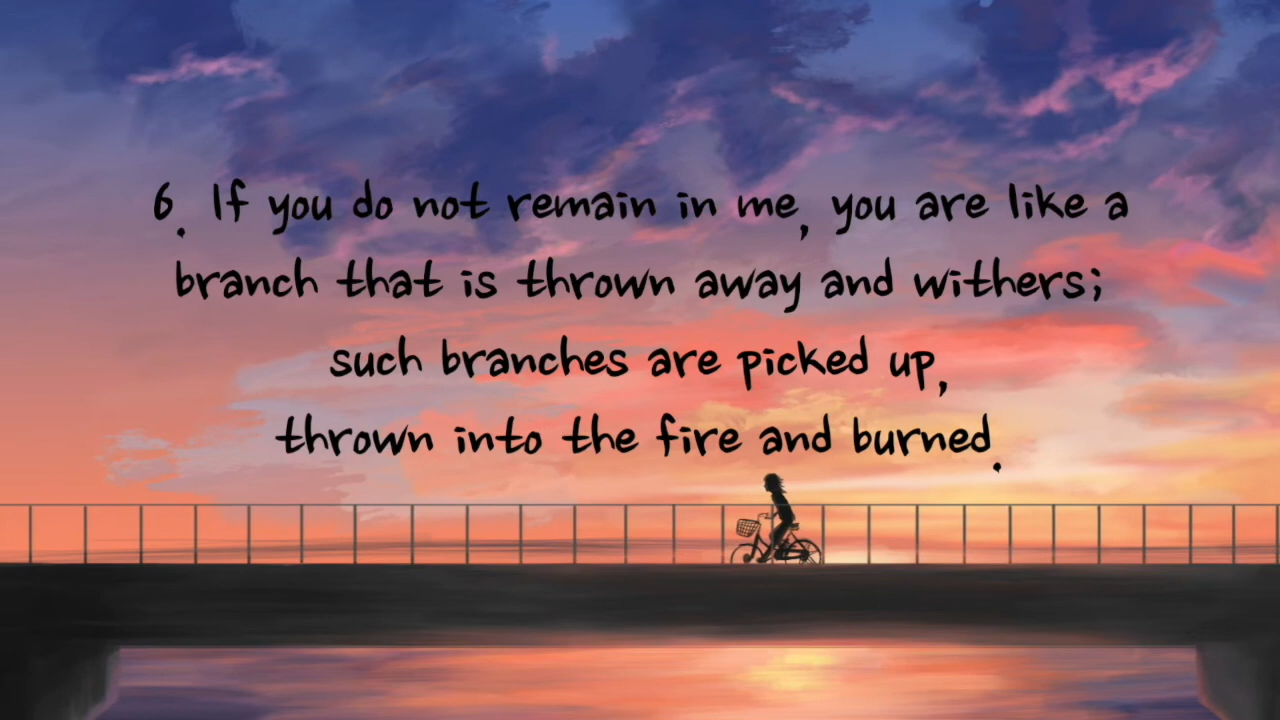 6. If you do not remain in me, you are like a
branch that is thrown away and withers;
such branches are picked up,
thrown into the fire and burned.